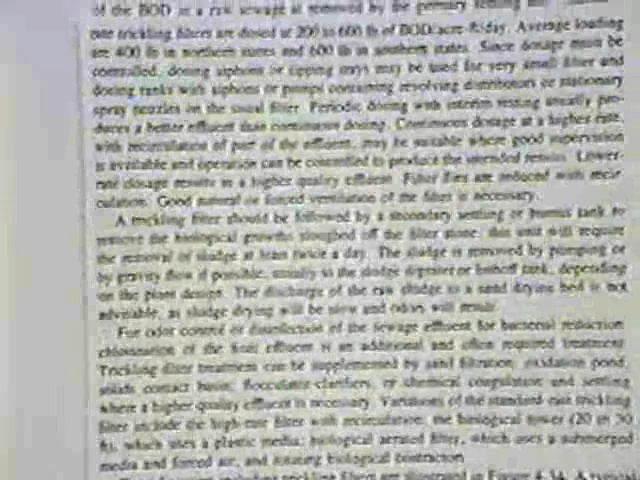 of the BOD in a raw sewage is removed by the primary settling
rate trickling filters are dosed at 200 to 600 lb of BOD/acre-ft/day. Average loading
are 400 lb in northern states and 600 lb in southern states. Since dosage must be
controlled, dosing siphons or tipping trays may be used for very small filters and
dosing tanks with siphons or pumps containing revolving distributors or stationary
spray nozzles on the usual filter. Periodic dosing with interim resting usually pro-
duces a better effluent than continuous dosing. Continuous dosage at a higher rate,
with recirculation of part of the effluent, may be suitable where good supervision
is available and operation can be controlled to produce the intended results. Lower-
rate dosage results in a higher quality effluent. Filter flies are reduced with recir-
culation. Good natural or forced ventilation of the filter is necessary.
A trickling filter should be followed by a secondary settling or humus tank to
remove the biological growths sloughed off the filter stone; this unit will require
the removal of sludge at least twice a day. The sludge is removed by pumping or
by gravity flow if possible, usually to the sludge digester or Imhoff tank, depending
on the plant design. The discharge of the raw sludge to a sand drying bed is not
advisable, as sludge drying will be slow and odors will result.
For odor control or disinfection of the sewage effluent for bacterial reduction
chlorination of the final effluent is an additional and often required treatment.
Trickling filter treatment can be supplemented by sand filtration, oxidation pond,
solids contact basin, flocculator-clarifiers, or chemical coagulation and settling
where a higher quality effluent is necessary. Variations of the standard-rate trickling
filter include the high-rate filter with recirculation, the biological tower (20 to 30
ft), which uses a plastic media; biological aerated filter, which uses a submerged
media and forced air, and rotating biological contractors
including trickling filters are illustrated in Figure 4-34. A typical